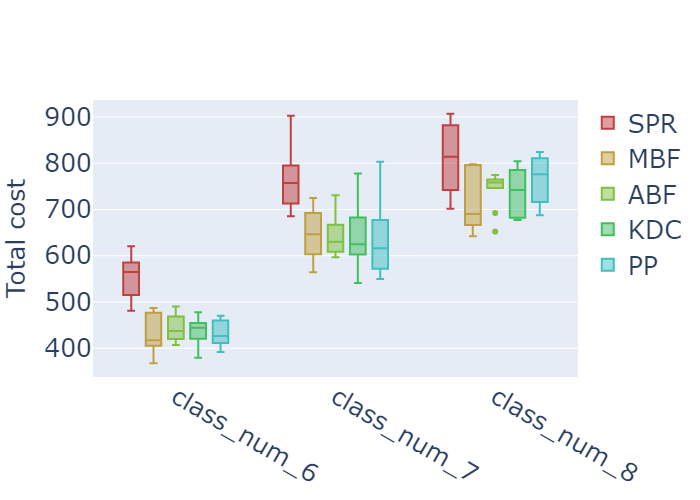 Total cost
900
800
700
600
500
400
class_num_6
class_num_7
class_num_8
SPR
MBF
ABF
KDC
PP